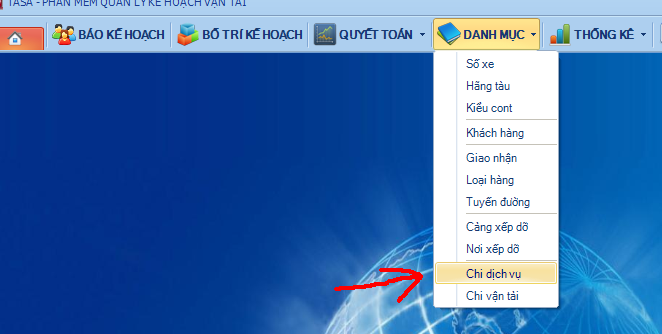 TASA - PHẦN MỀM QUẢN LÝ KẾ HOẠCH VẬN TẢI
BÁO KẾ HOẠCH BỐ TRÍ KẾ HOẠCH QUYẾT TOÁN DANH MỤC THỐNG KÊ
Số xe
Hãng tàu
Kiểu cont
Khách hàng
Giao nhận
Loại hàng
Tuyến đường
Cảng xếp dỡ
Nơi xếp dỡ
Chi dịch vụ
Chi vận tải